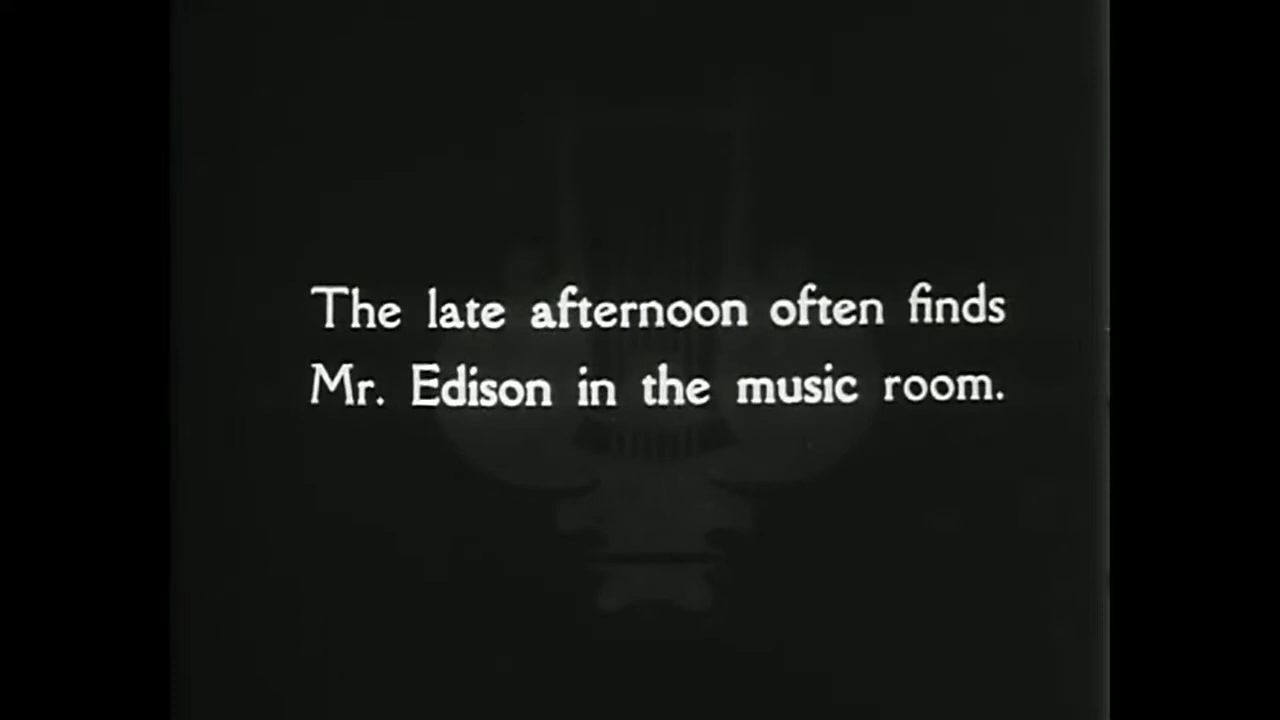 The late afternoon often finds
Mr. Edison in the music room.